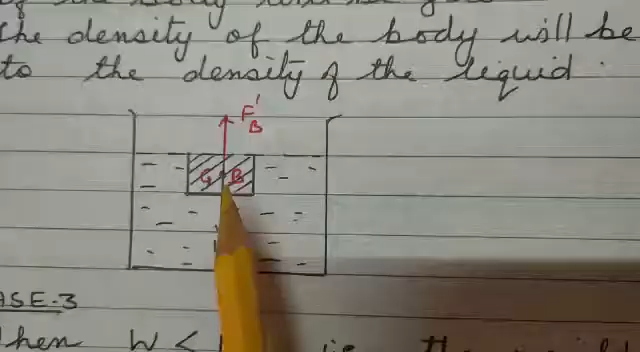 the density of the body will be
to the density of the liquid.
F'B
G B
ASE-3
hen W <